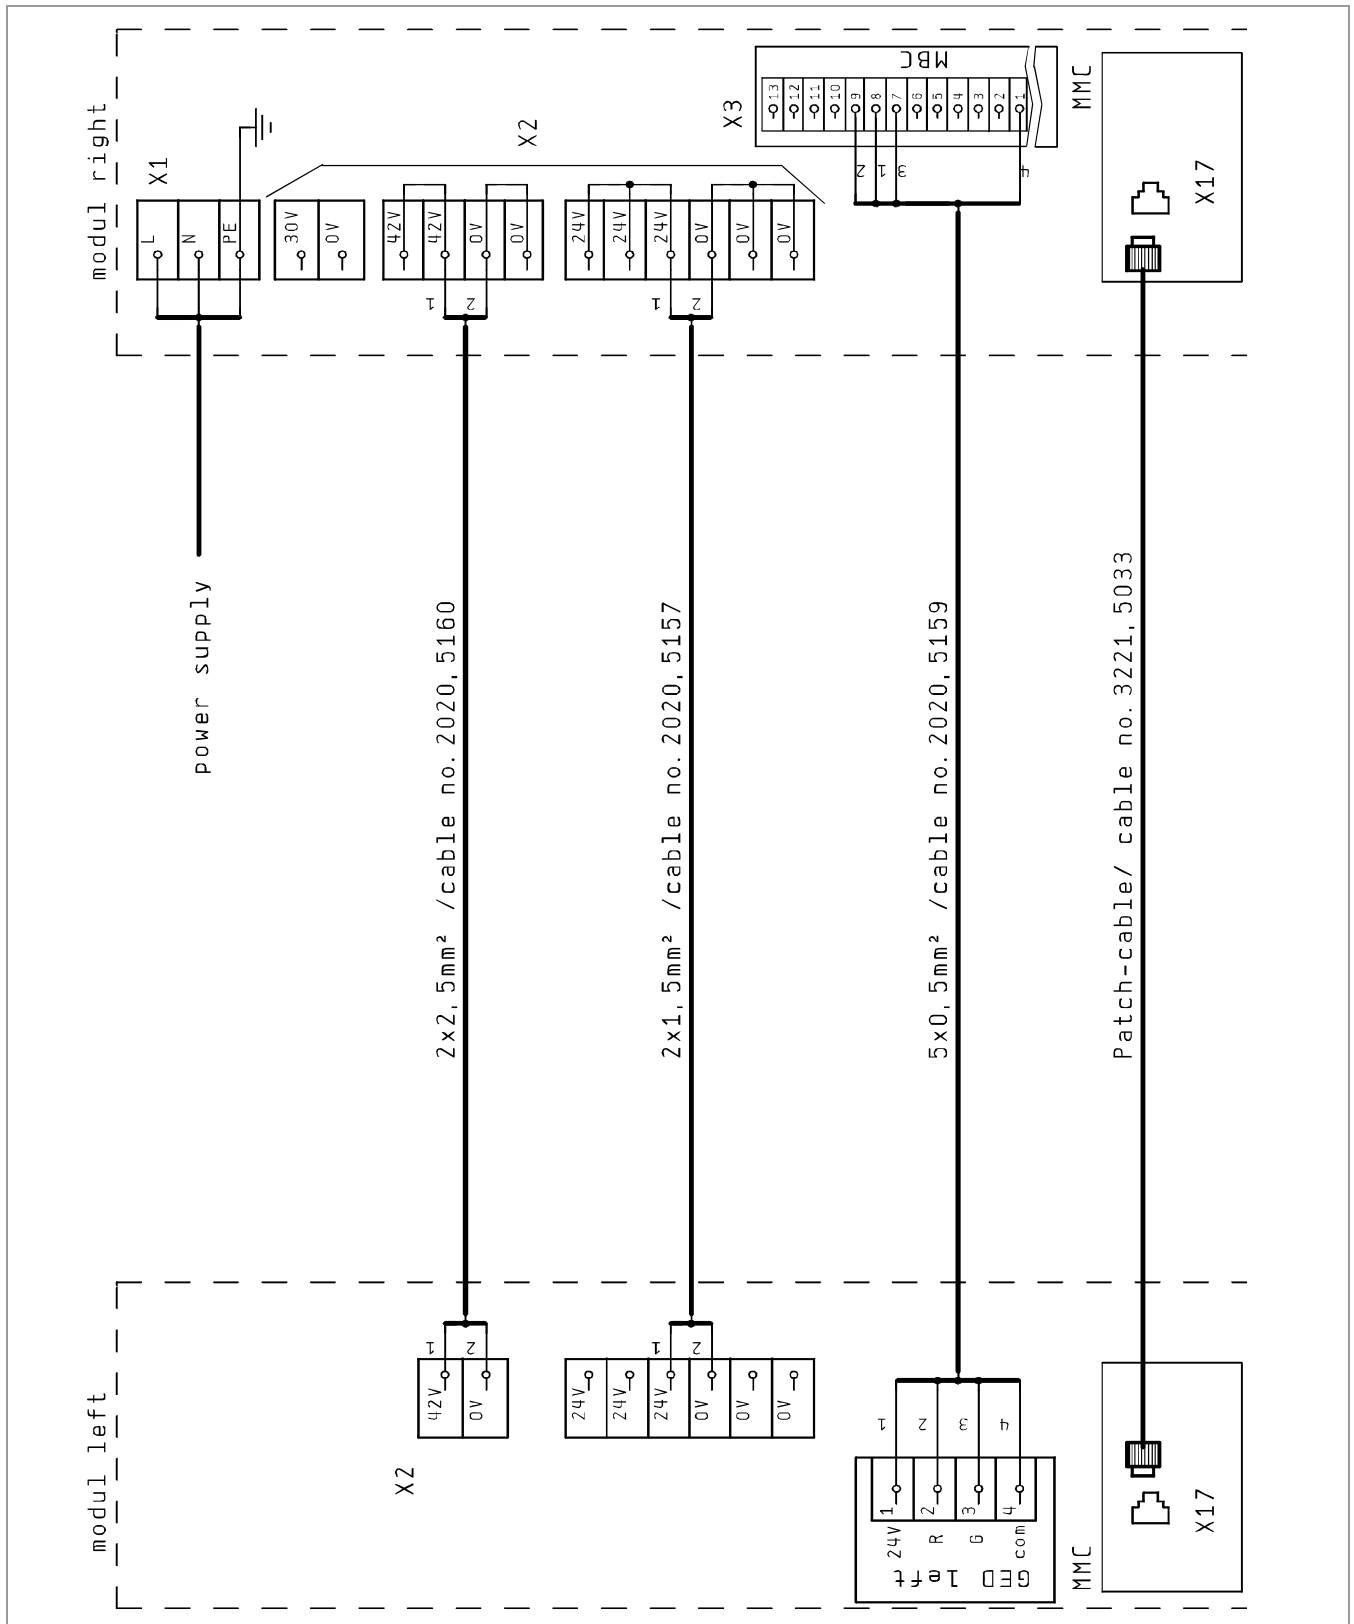 modul right
X1
L
N
PE
X2
30V
0V
42V
42V
0V
0V
24V
24V
24V
0V
0V
0V
1
2
1
2
X3
MBC
13
12
11
10
9
8
7
6
5
4
3
2
1
2
1
3
4
MMC
X17
power supply
2x2,5mm² /cable no. 2020,5160
2x1,5mm² /cable no. 2020,5157
5x0,5mm² /cable no. 2020,5159
Patch-cable/ cable no. 3221,5033
modul left
X2
1
2
42V
0V
1
2
24V
24V
24V
0V
0V
0V
1
2
3
4
1
2
3
4
24V
R
G
com
GED left
MMC
X17